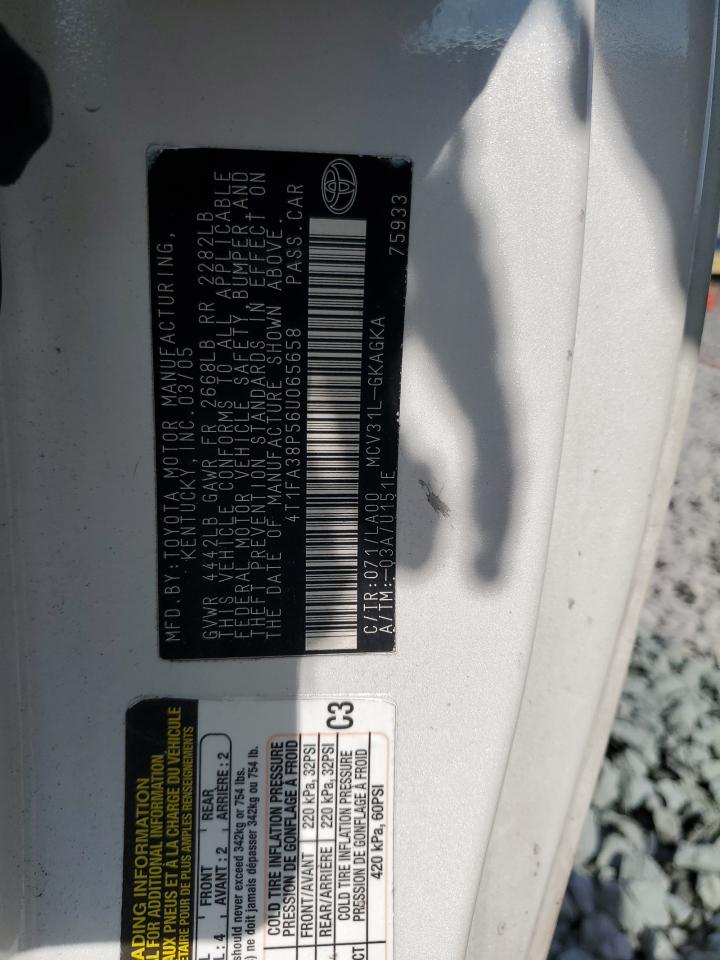 MFD.BY:TOYOTA MOTOR MANUFACTURING,
KENTUCKY, INC.03/05
GVWR 4442LB GAWR FR 2668LB RR 2282LB
THIS VEHICLE CONFORMS TO ALL APPLICABLE
FEDERAL MOTOR VEHICLE SAFETY, BUMPER AND
THEFT PREVENTION STANDARDS IN EFFECT ON
THE DATE OF MANUFACTURE SHOWN ABOVE.
4T1FA38P56U065658 PASS.CAR
C/TR:071/LA00 MCV31L-GKAGKA
A/TM:-03A/U151E 75933
INFORMATION
FOR ADDITIONAL INFORMATION
AUX PNEUS ET À LA CHARGE DU VÉHICULE
DE PLUS AMPLES RENSEIGNEMENTS
FRONT REAR
: 4 AVANT : 2 ARRIÈRE : 2
should never exceed 342kg or 754 lbs.
ne doit jamais dépasser 342kg ou 754 lb.
COLD TIRE INFLATION PRESSURE
PRESSION DE GONFLAGE À FROID
FRONT/AVANT 220 kPa, 32PSI
REAR/ARRIÈRE 220 kPa, 32PSI
COLD TIRE INFLATION PRESSURE
PRESSION DE GONFLAGE À FROID
420 kPa, 60PSI
C3